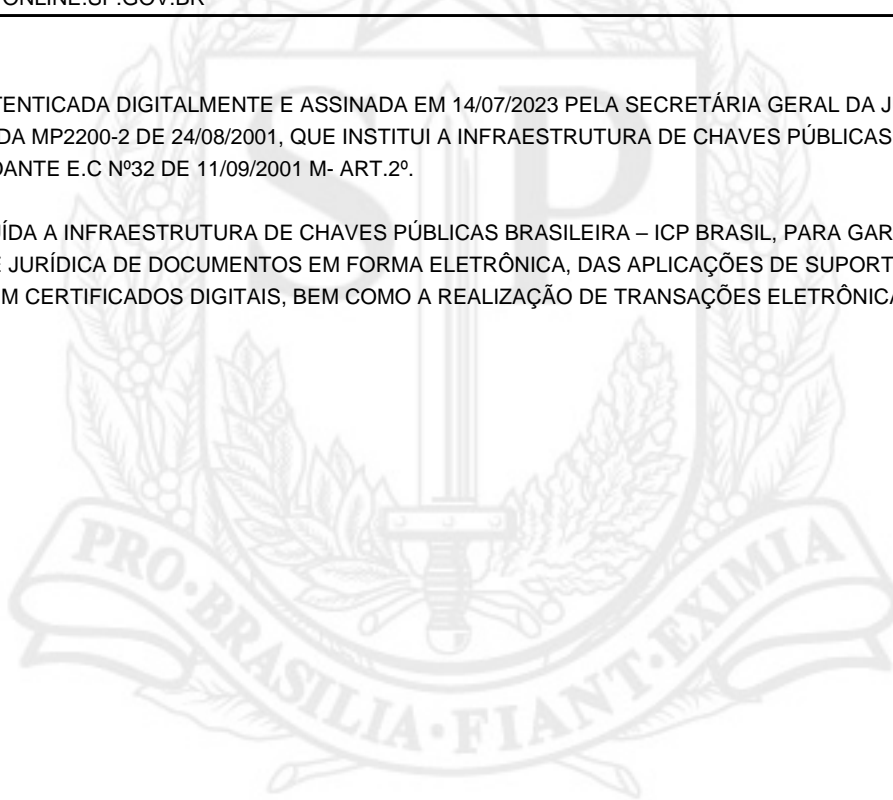 ONLINE.SP.GOV.BR
TENTICADA DIGITALMENTE E ASSINADA EM 14/07/2023 PELA SECRETÁRIA GERAL DA J
DA MP2200-2 DE 24/08/2001, QUE INSTITUI A INFRAESTRUTURA DE CHAVES PÚBLICAS
DANTE E.C Nº32 DE 11/09/2001 M- ART.2º.
ÍDA A INFRAESTRUTURA DE CHAVES PÚBLICAS BRASILEIRA – ICP BRASIL, PARA GAR
E JURÍDICA DE DOCUMENTOS EM FORMA ELETRÔNICA, DAS APLICAÇÕES DE SUPORT
M CERTIFICADOS DIGITAIS, BEM COMO A REALIZAÇÃO DE TRANSAÇÕES ELETRÔNICA
SP
PRO·BRASILIA·FIANT·EXIMIA